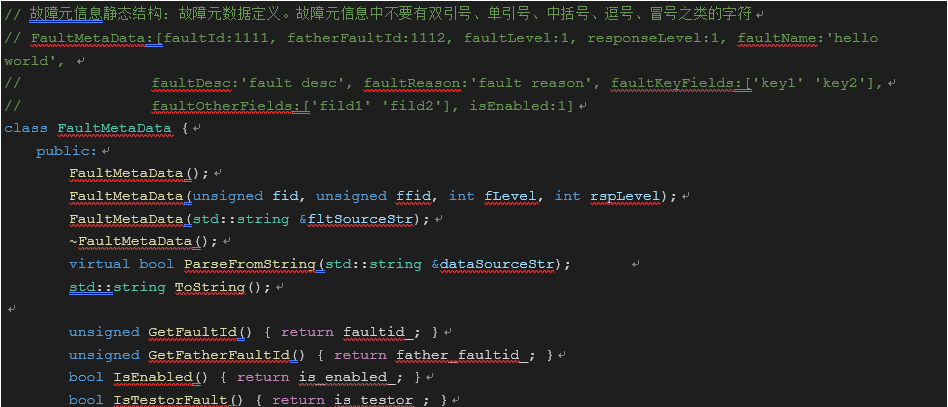 // 故障元信息静态结构：故障元数据定义。故障元信息中不要有双引号、单引号、中括号、逗号、冒号之类的字符
// FaultMetaData:[faultId:1111, fatherFaultId:1112, faultLevel:1, responseLevel:1, faultName:'hello
world',
// faultDesc:'fault desc', faultReason:'fault reason', faultKeyFields:['key1' 'key2'],
// faultOtherFields:['fild1' 'fild2'], isEnabled:1]
class FaultMetaData {
public:
FaultMetaData();
FaultMetaData(unsigned fid, unsigned ffid, int fLevel, int rspLevel);
FaultMetaData(std::string &fltSourceStr);
~FaultMetaData();
virtual bool ParseFromString(std::string &dataSourceStr);
std::string ToString();
unsigned GetFaultId() { return faultid_; }
unsigned GetFatherFaultId() { return father_faultid_; }
bool IsEnabled() { return is_enabled_; }
bool IsTestorFault() { return is_testor_; }